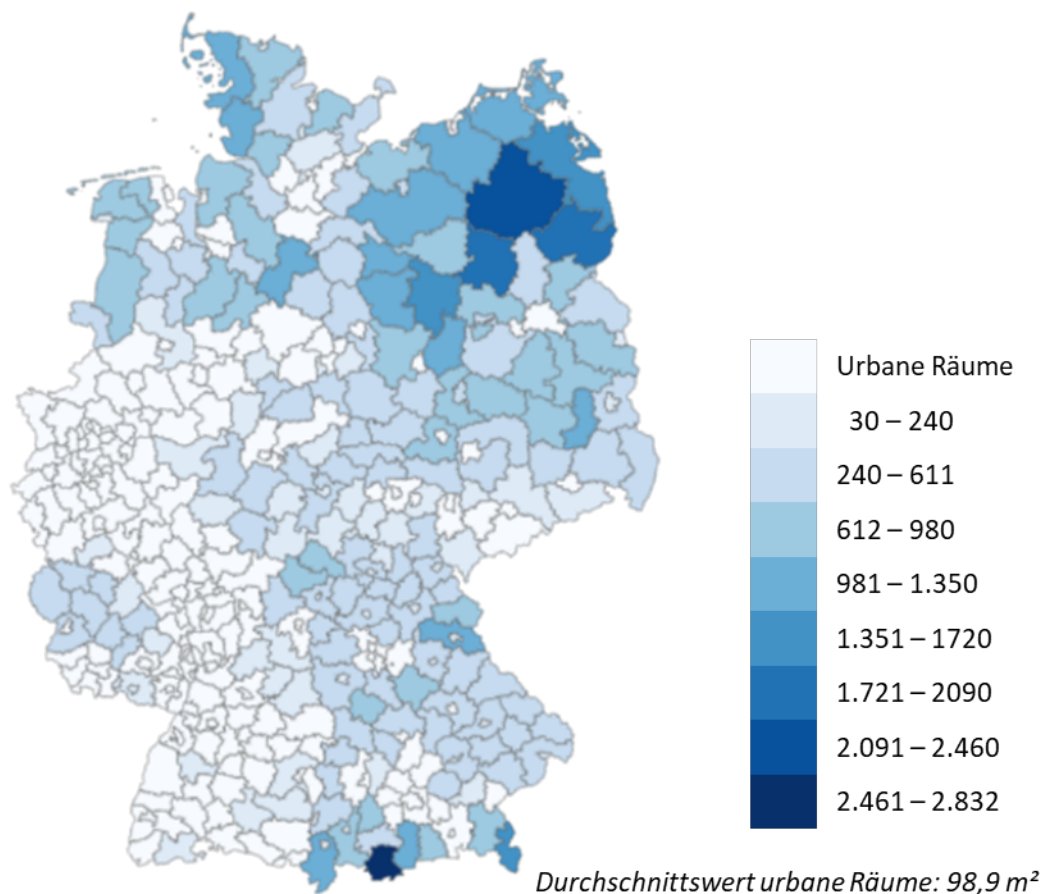 Urbane Räume
30 – 240
240 – 611
612 – 980
981 – 1.350
1.351 – 1720
1.721 – 2090
2.091 – 2.460
2.461 – 2.832
Durchschnittswert urbane Räume: 98,9 m²